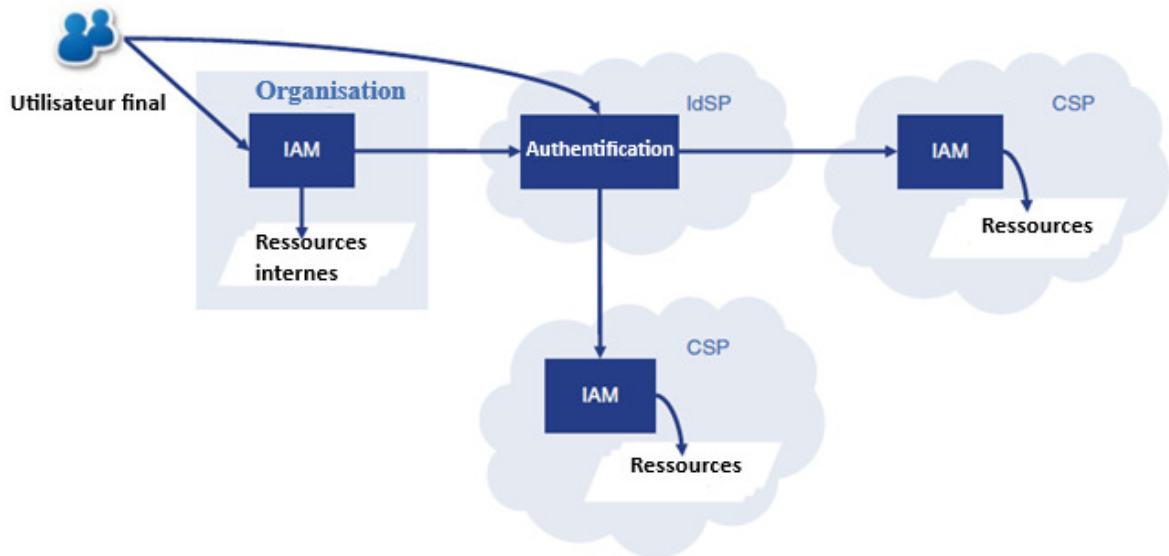 Utilisateur final
Organisation
IAM
Ressources
internes
IdSP
Authentification
CSP
IAM
Ressources
CSP
IAM
Ressources